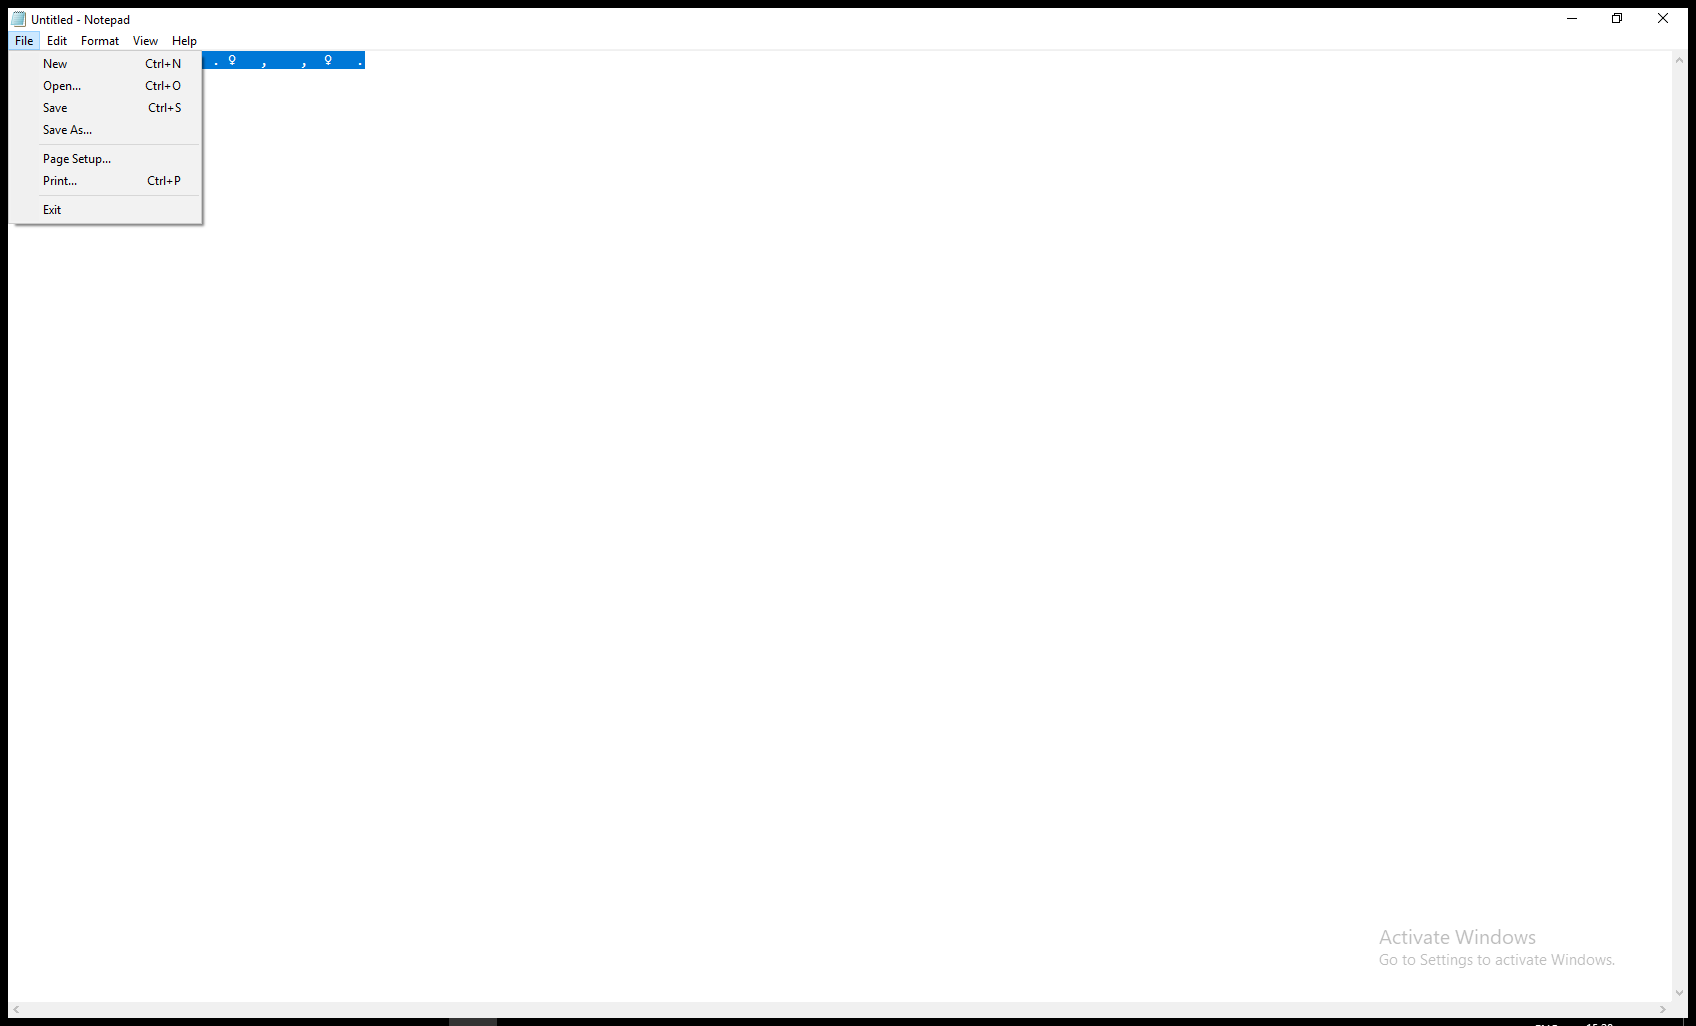 Untitled - Notepad
File Edit Format View Help
. ♀ , , ♀ .
New Ctrl+N
Open... Ctrl+O
Save Ctrl+S
Save As...
Page Setup...
Print... Ctrl+P
Exit
Activate Windows
Go to Settings to activate Windows.